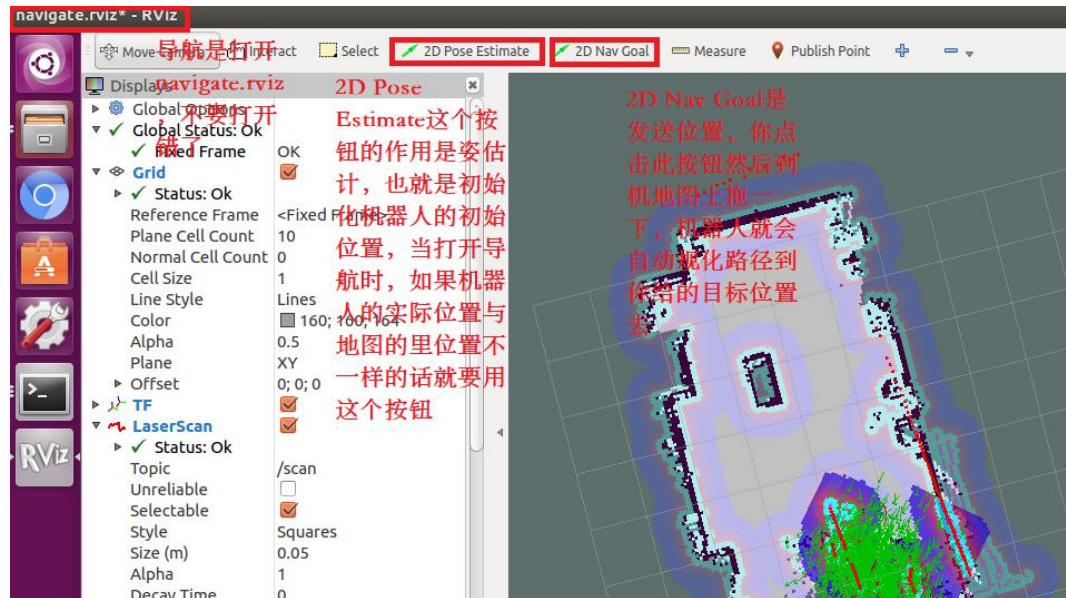 navigate.rviz* - RViz
Move Camera
Interact
Select
2D Pose Estimate
2D Nav Goal
Measure
Publish Point
导航是打开
navigate.rviz
，不要打开
错了
2D Pose
Estimate这个按
钮的作用是姿估
计，也就是初始
化机器人的初始
位置，当打开导
航时，如果机器
人的实际位置与
地图的里位置不
一样的话就要用
这个按钮
2D Nav Goal是
发送位置，你点
击此按钮然后到
机地图上拖一
下，机器人就会
自动规化路径到
你给的目标位置
去
Displays
Global Options
Global Status: Ok
Fixed Frame OK
Grid
Status: Ok
Reference Frame <Fixed Frame>
Plane Cell Count 10
Normal Cell Count 0
Cell Size 1
Line Style Lines
Color 160; 160; 164
Alpha 0.5
Plane XY
Offset 0; 0; 0
TF
LaserScan
Status: Ok
Topic /scan
Unreliable
Selectable
Style Squares
Size (m) 0.05
Alpha 1
Decay Time 0
RViz